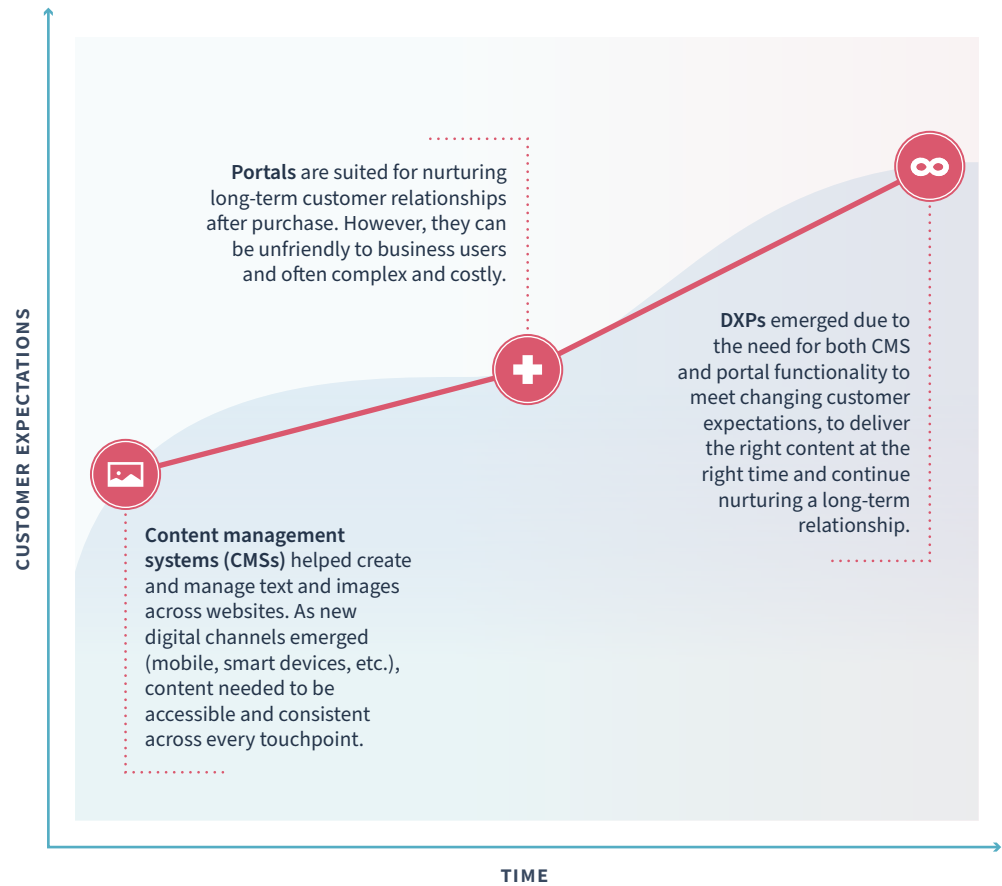 CUSTOMER EXPECTATIONS
Portals are suited for nurturing
long-term customer relationships
after purchase. However, they can
be unfriendly to business users
and often complex and costly.
DXPs emerged due to
the need for both CMS
and portal functionality to
meet changing customer
expectations, to deliver
the right content at the
right time and continue
nurturing a long-term
relationship.
Content management
systems (CMSs) helped create
and manage text and images
across websites. As new
digital channels emerged
(mobile, smart devices, etc.),
content needed to be
accessible and consistent
across every touchpoint.
TIME